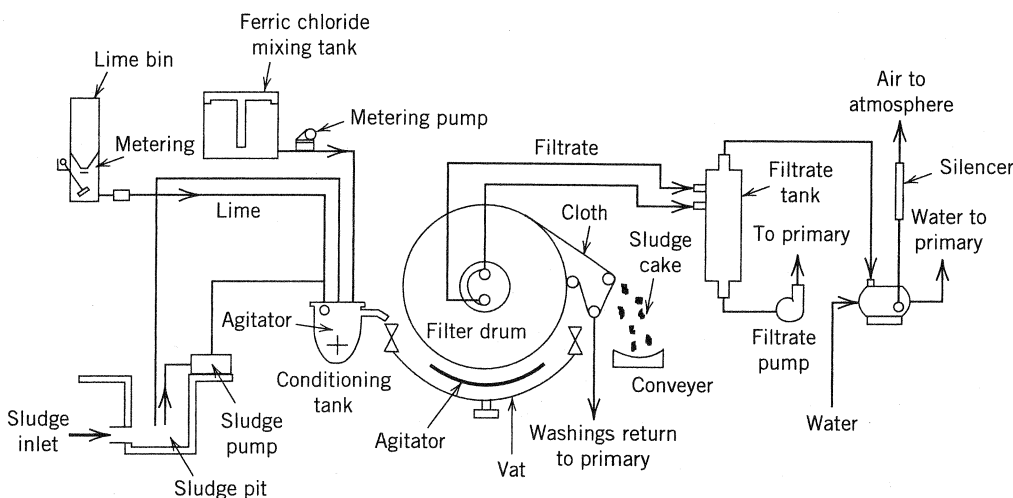 Ferric chloride
mixing tank
Lime bin
Metering pump
Metering
Lime
Air to
atmosphere
Silencer
Filtrate
Filtrate
tank
Water to
primary
Cloth
Sludge
cake
To primary
Agitator
Filter drum
Filtrate
pump
Conditioning
tank
Conveyer
Sludge
inlet
Sludge
pump
Agitator
Washings return
to primary
Water
Vat
Sludge pit